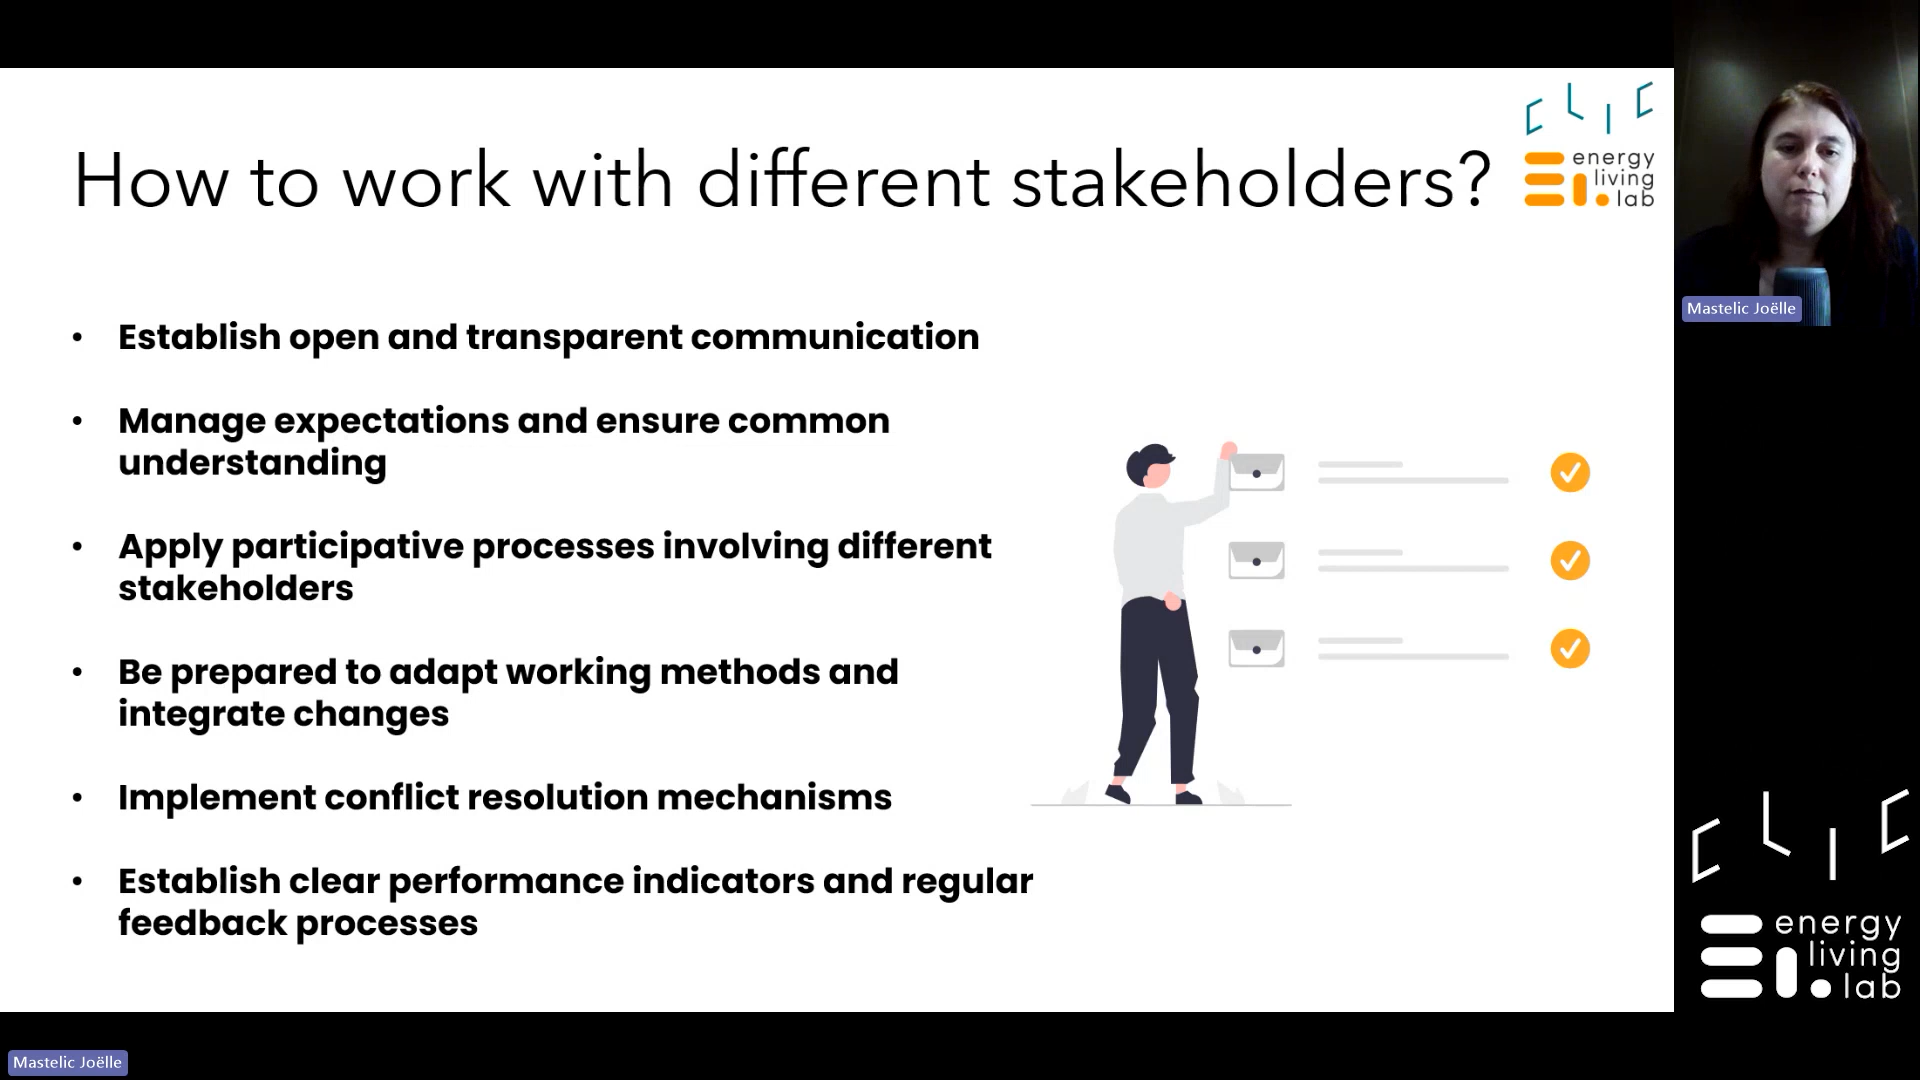 CLIC
energy
living
lab
How to work with different stakeholders?
• Establish open and transparent communication
• Manage expectations and ensure common
understanding
• Apply participative processes involving different
stakeholders
• Be prepared to adapt working methods and
integrate changes
• Implement conflict resolution mechanisms
• Establish clear performance indicators and regular
feedback processes
Mastelic Joëlle
CLIC
energy
living
lab
Mastelic Joëlle